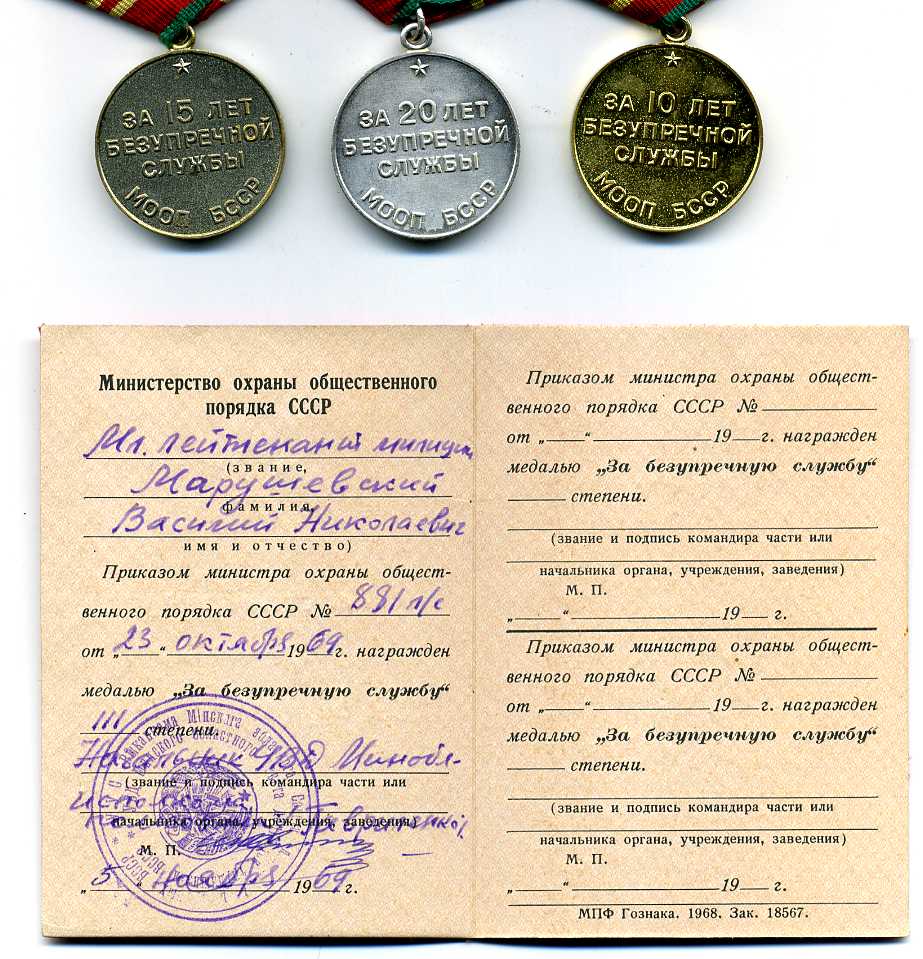 ЗА 15 ЛЕТ
БЕЗУПРЕЧНОЙ
СЛУЖБЫ
МООП БССР
ЗА 20 ЛЕТ
БЕЗУПРЕЧНОЙ
СЛУЖБЫ
МООП БССР
ЗА 10 ЛЕТ
БЕЗУПРЕЧНОЙ
СЛУЖБЫ
МООП БССР
Министерство охраны общественного
порядка СССР
Мл. лейтенант милиции
(звание,
Марушевский
фамилия,
Василий Николаевич
имя и отчество)
Приказом министра охраны общест-
венного порядка СССР № 881 л/с
от „23“ октября 1969 г. награжден
медалью „За безупречную службу“
III степени.
Начальник УВД Минобл-
(звание и подпись командира части или
исполкома
начальника органа, учреждения, заведения)
М. П.
„5“ ноября 1969 г.
Приказом министра охраны общест-
венного порядка СССР №
от „ “ 19 г. награжден
медалью „За безупречную службу“
степени.
(звание и подпись командира части или
начальника органа, учреждения, заведения)
М. П.
„ “ 19 г.
Приказом министра охраны общест-
венного порядка СССР №
от „ “ 19 г. награжден
медалью „За безупречную службу“
степени.
(звание и подпись командира части или
начальника органа, учреждения, заведения)
М. П.
„ “ 19 г.
МПФ Гознака. 1968. Зак. 18567.